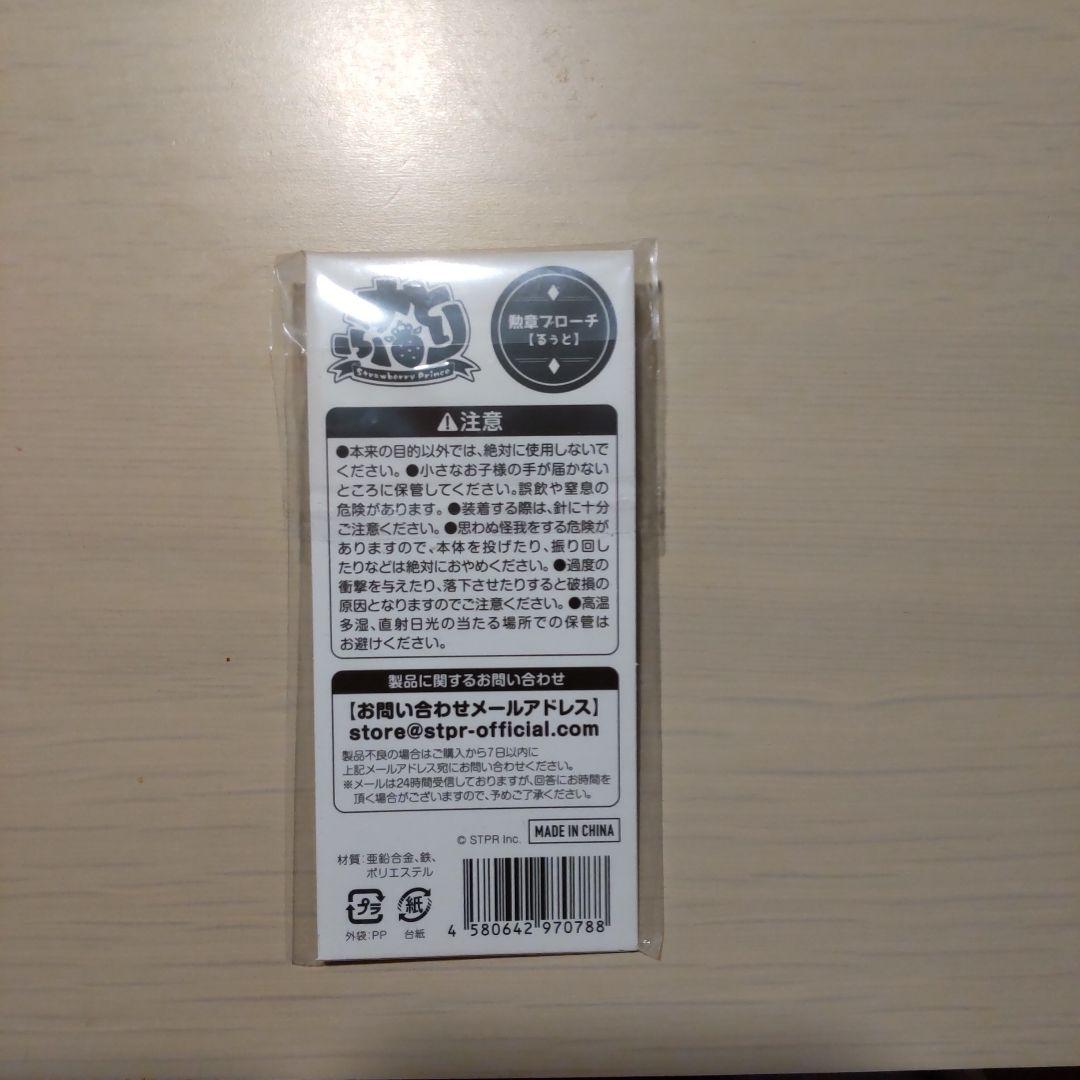 すとぷり
Strawberry Prince
勲章ブローチ
【るぅと】
⚠注意
●本来の目的以外では、絶対に使用しないで
ください。●小さなお子様の手が届かない
ところに保管してください。誤飲や窒息の
危険があります。●装着する際は、針に十分
ご注意ください。●思わぬ怪我をする危険が
ありますので、本体を投げたり、振り回し
たりなどは絶対におやめください。●過度の
衝撃を与えたり、落下させたりすると破損の
原因となりますのでご注意ください。●高温
多湿、直射日光の当たる場所での保管は
お避けください。
製品に関するお問い合わせ
【お問い合わせメールアドレス】
store@stpr-official.com
製品不良の場合はご購入から7日以内に
上記メールアドレス宛にお問い合わせください。
※メールは24時間受信しておりますが、回答にお時間を
頂く場合がございますので、予めご了承ください。
© STPR Inc.
MADE IN CHINA
材質:亜鉛合金、鉄、
ポリエステル
プラ
紙
外袋:PP
台紙
4 580642 970788